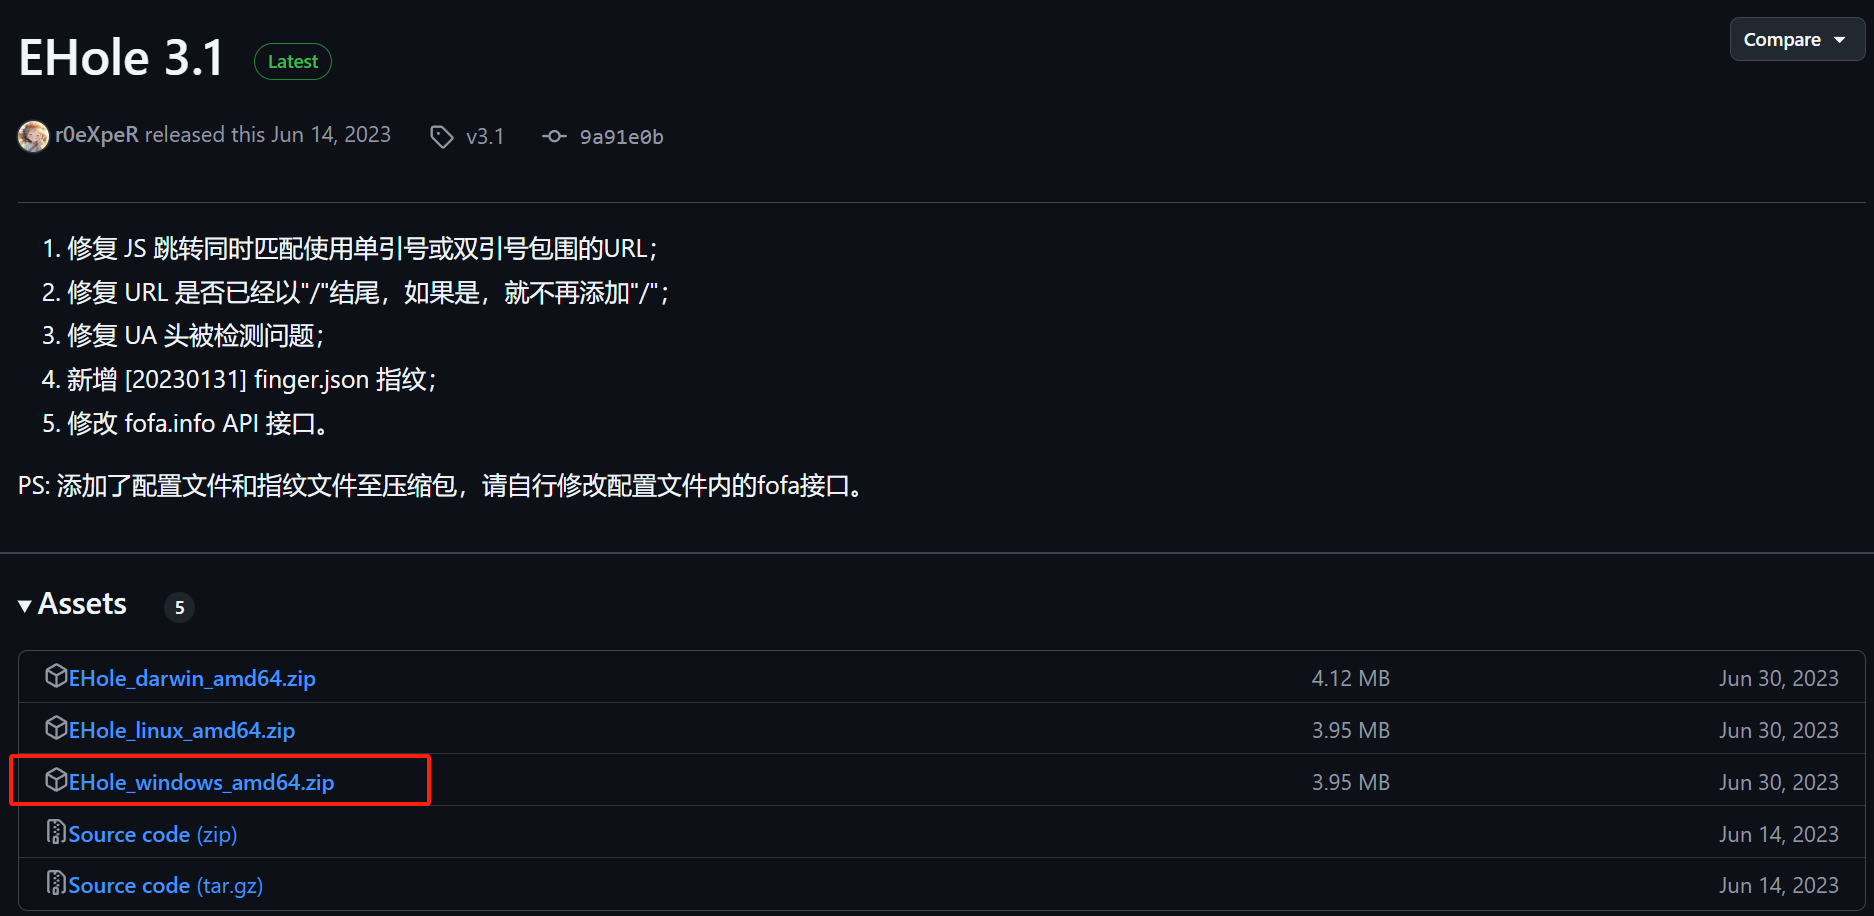 EHole 3.1 Latest Compare
r0eXpeR released this Jun 14, 2023 v3.1 9a91e0b
1. 修复 JS 跳转同时匹配使用单引号或双引号包围的URL；
2. 修复 URL 是否已经以"/"结尾，如果是，就不再添加"/"；
3. 修复 UA 头被检测问题；
4. 新增 [20230131] finger.json 指纹；
5. 修改 fofa.info API 接口。
PS: 添加了配置文件和指纹文件至压缩包，请自行修改配置文件内的fofa接口。
Assets 5
EHole_darwin_amd64.zip 4.12 MB Jun 30, 2023
EHole_linux_amd64.zip 3.95 MB Jun 30, 2023
EHole_windows_amd64.zip 3.95 MB Jun 30, 2023
Source code (zip) Jun 14, 2023
Source code (tar.gz) Jun 14, 2023